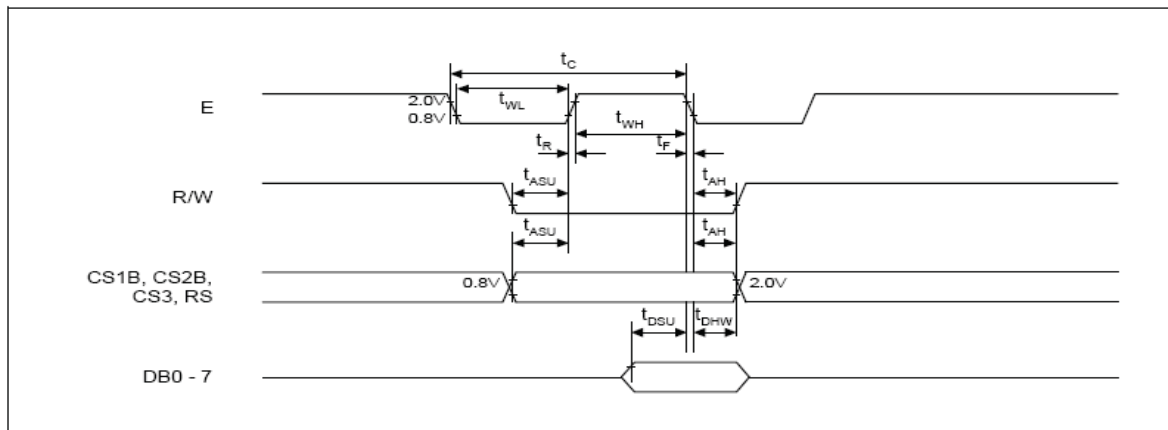 tC
E
2.0V
tWL
0.8V
tWH
tR
tF
tASU
tAH
R/W
tASU
tAH
CS1B, CS2B,
CS3, RS
0.8V
2.0V
tDSU
tDHW
DB0 - 7